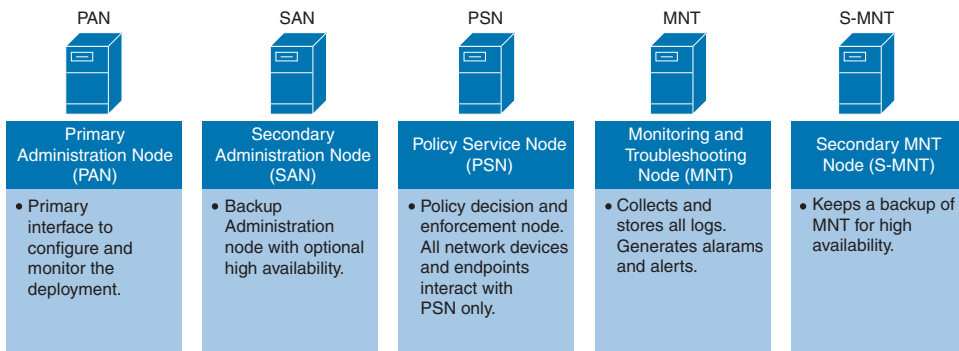 PAN
SAN
PSN
MNT
S-MNT
Primary
Administration Node
(PAN)
Secondary
Administration Node
(SAN)
Policy Service Node
(PSN)
Monitoring and
Troubleshooting
Node (MNT)
Secondary MNT
Node (S-MNT)
• Primary
interface to
configure and
monitor the
deployment.
• Backup
Administration
node with optional
high availability.
• Policy decision and
enforcement node.
All network devices
and endpoints
interact with
PSN only.
• Collects and
stores all logs.
Generates alarams
and alerts.
• Keeps a backup of
MNT for high
availability.